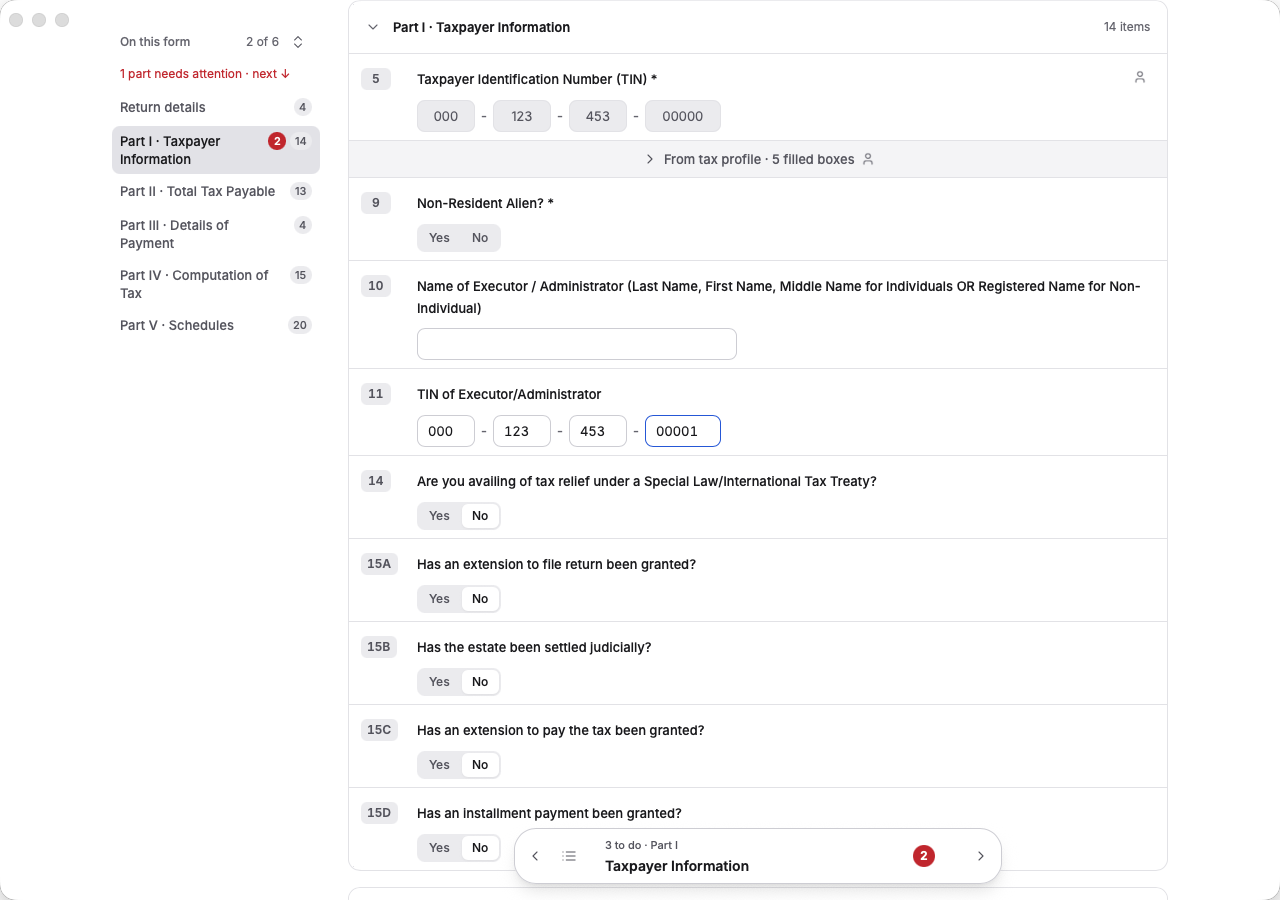 On this form
2 of 6
1 part needs attention · next ↓
Return details
4
Part I · Taxpayer
Information
2
14
Part II · Total Tax Payable
13
Part III · Details of
Payment
4
Part IV · Computation of
Tax
15
Part V · Schedules
20
Part I · Taxpayer Information
14 items
5
Taxpayer Identification Number (TIN) *
000 - 123 - 453 - 00000
From tax profile · 5 filled boxes
9
Non-Resident Alien? *
Yes No
10
Name of Executor / Administrator (Last Name, First Name, Middle Name for Individuals OR Registered Name for Non-
Individual)
11
TIN of Executor/Administrator
000 - 123 - 453 - 00001
14
Are you availing of tax relief under a Special Law/International Tax Treaty?
Yes No
15A
Has an extension to file return been granted?
Yes No
15B
Has the estate been settled judicially?
Yes No
15C
Has an extension to pay the tax been granted?
Yes No
15D
Has an installment payment been granted?
Yes No
3 to do · Part I
Taxpayer Information
2